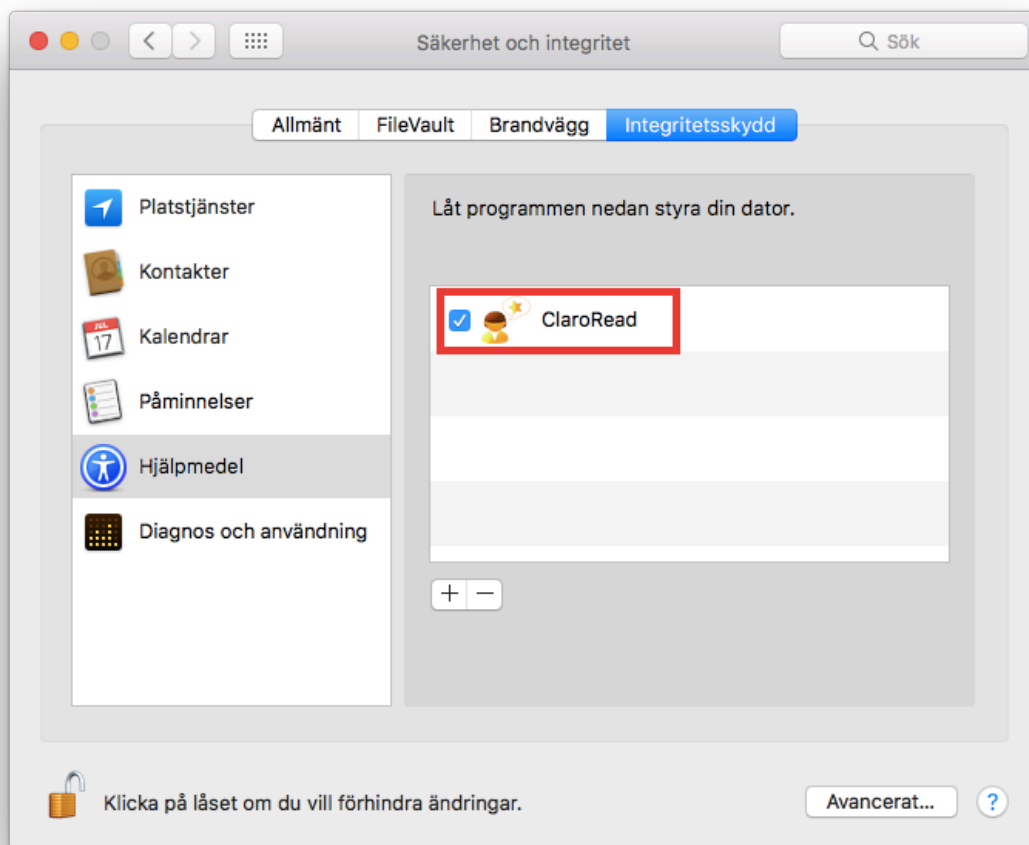 Säkerhet och integritet
Sök
Allmänt
FileVault
Brandvägg
Integritetsskydd
Platstjänster
Kontakter
JUL
17
Kalendrar
Påminnelser
Hjälpmedel
Diagnos och användning
Låt programmen nedan styra din dator.
ClaroRead
+ −
Klicka på låset om du vill förhindra ändringar.
Avancerat...
?